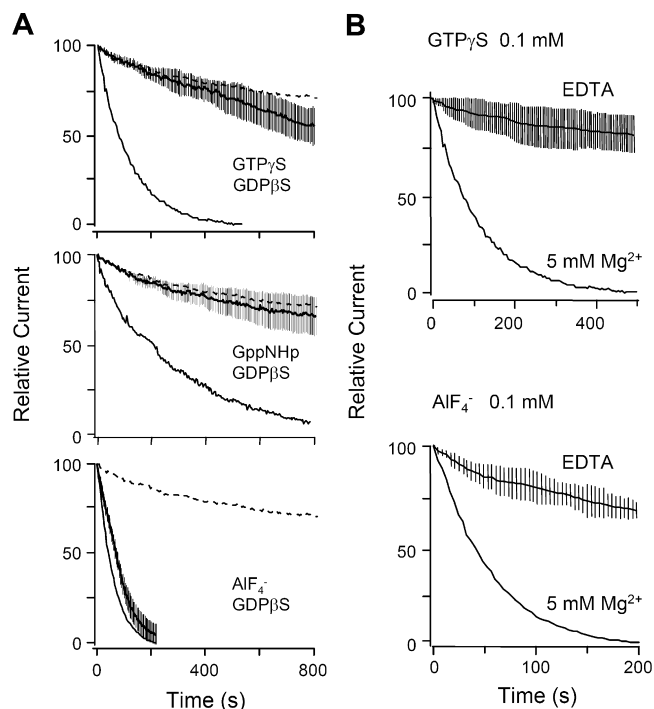 A
100
50
0
GTPγS
GDPβS
100
50
0
GppNHp
GDPβS
100
50
0
AlF₄⁻
GDPβS
0 400 800
Time (s)
Relative Current
B
GTPγS 0.1 mM
EDTA
100
50
0
5 mM Mg²⁺
0 200 400
AlF₄⁻ 0.1 mM
EDTA
100
50
0
5 mM Mg²⁺
0 100 200
Time (s)
Relative Current